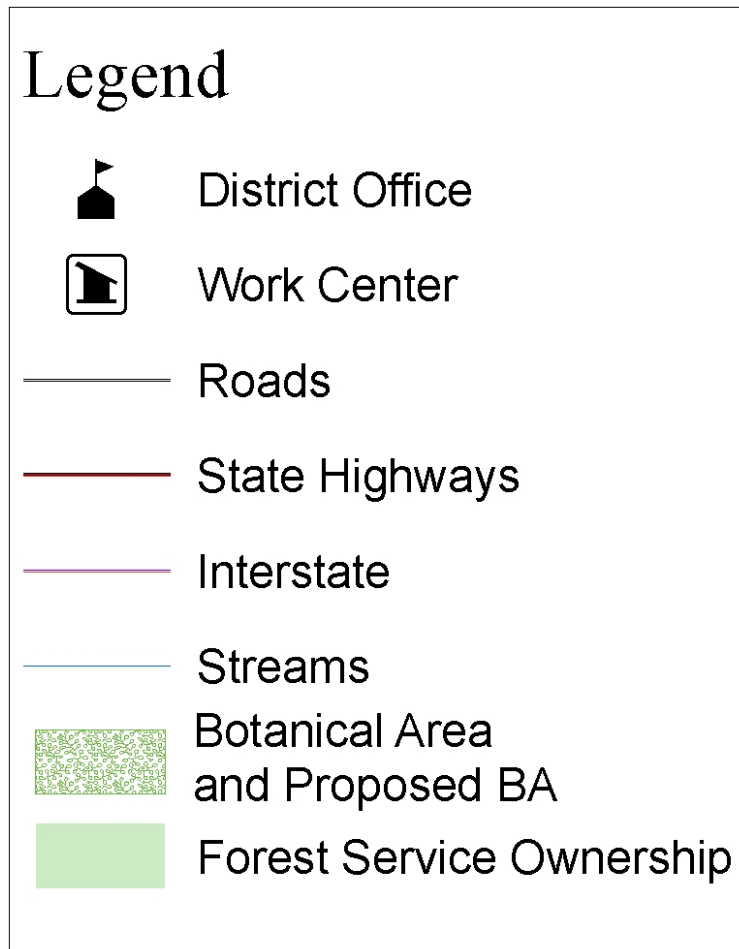 Legend
District Office
Work Center
Roads
State Highways
Interstate
Streams
Botanical Area
and Proposed BA
Forest Service Ownership